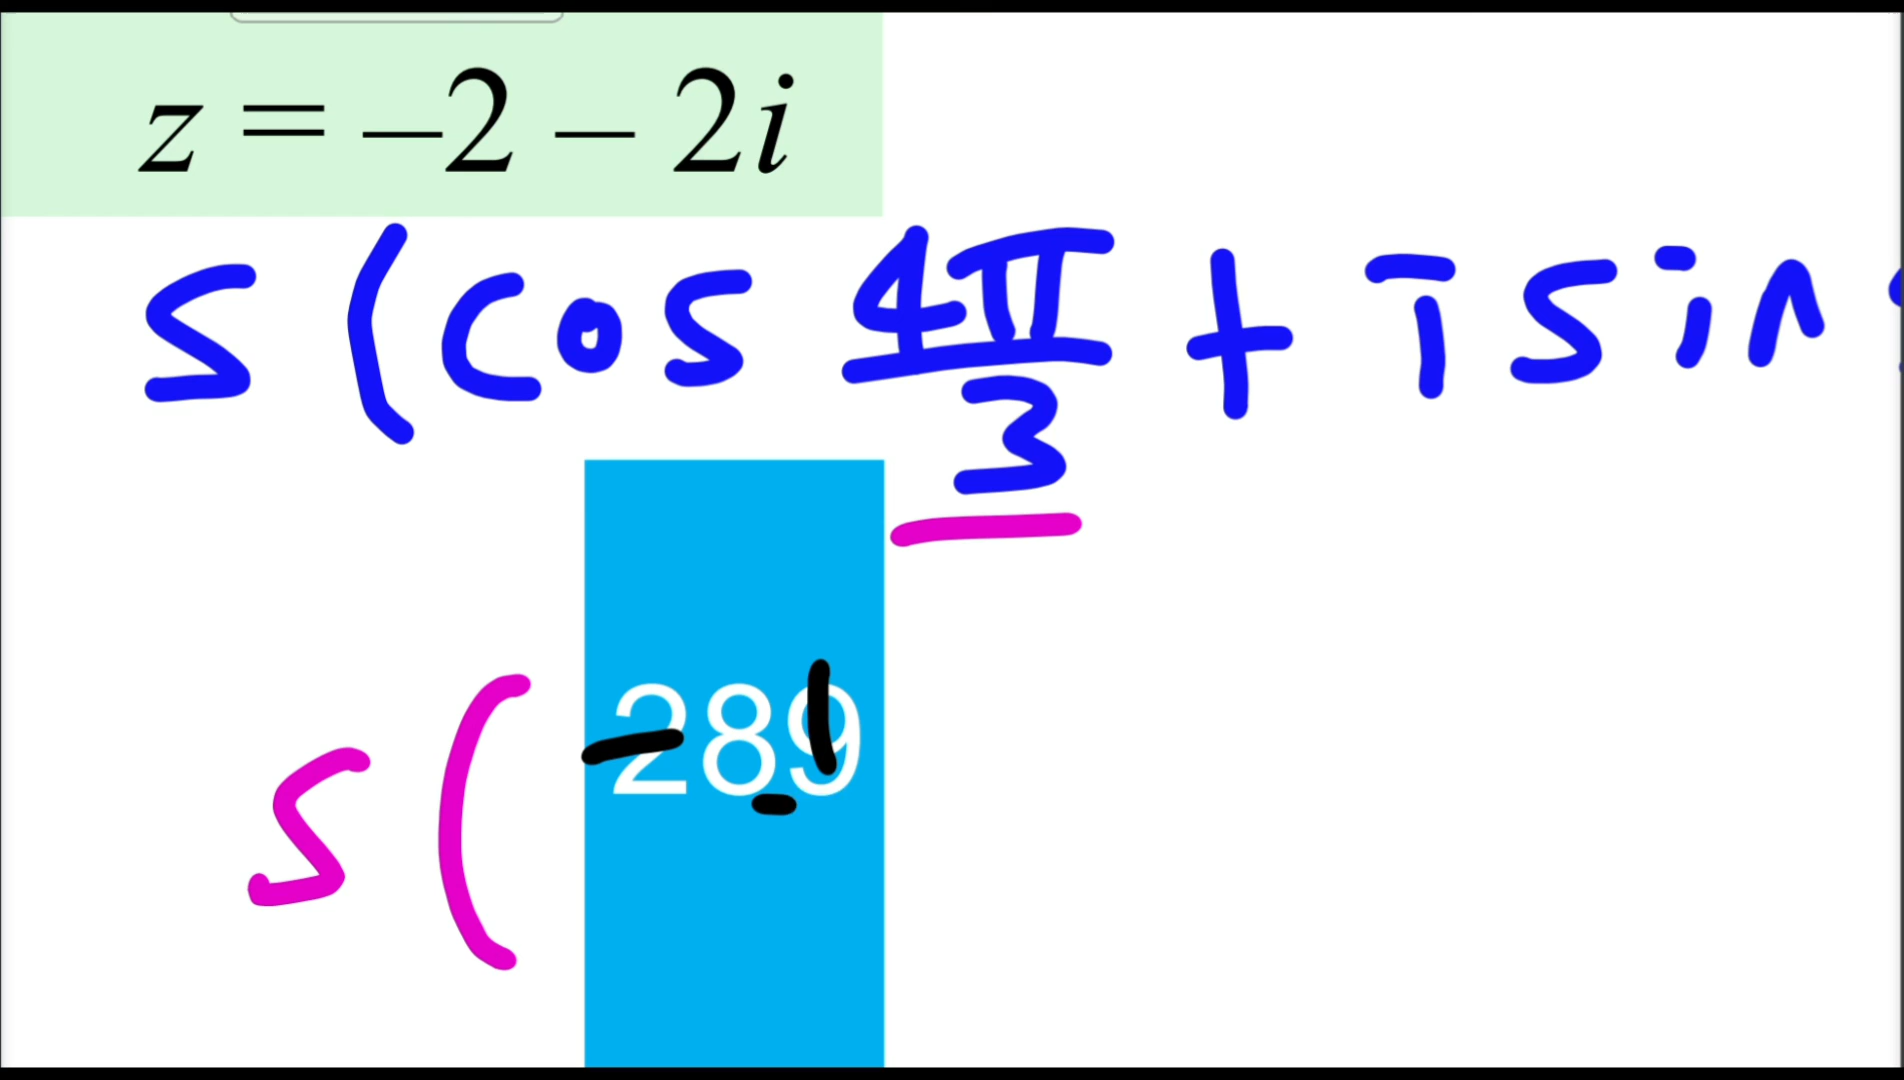 z = –2 – 2i
5 ( cos 4π/3 + i sin
5 ( 289